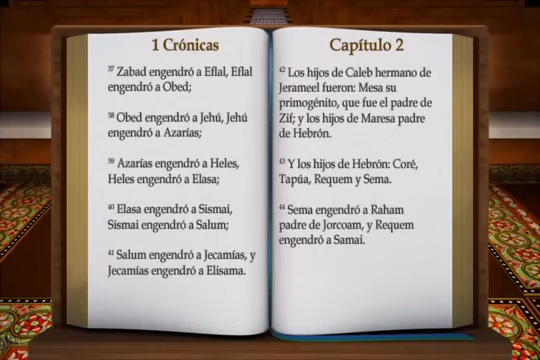 1 Crónicas
37 Zabad engendró a Eflal, Eflal
engendró a Obed;
38 Obed engendró a Jehú, Jehú
engendró a Azarías;
39 Azarías engendró a Heles,
Heles engendró a Elasa;
40 Elasa engendró a Sismai,
Sismai engendró a Salum;
41 Salum engendró a Jecamías, y
Jecamías engendró a Elisama.
Capítulo 2
42 Los hijos de Caleb hermano de
Jerameel fueron: Mesa su
primogénito, que fue el padre de
Zif; y los hijos de Maresa padre
de Hebrón.
43 Y los hijos de Hebrón: Coré,
Tapúa, Requem y Sema.
44 Sema engendró a Raham
padre de Jorcoam, y Requem
engendró a Samai.